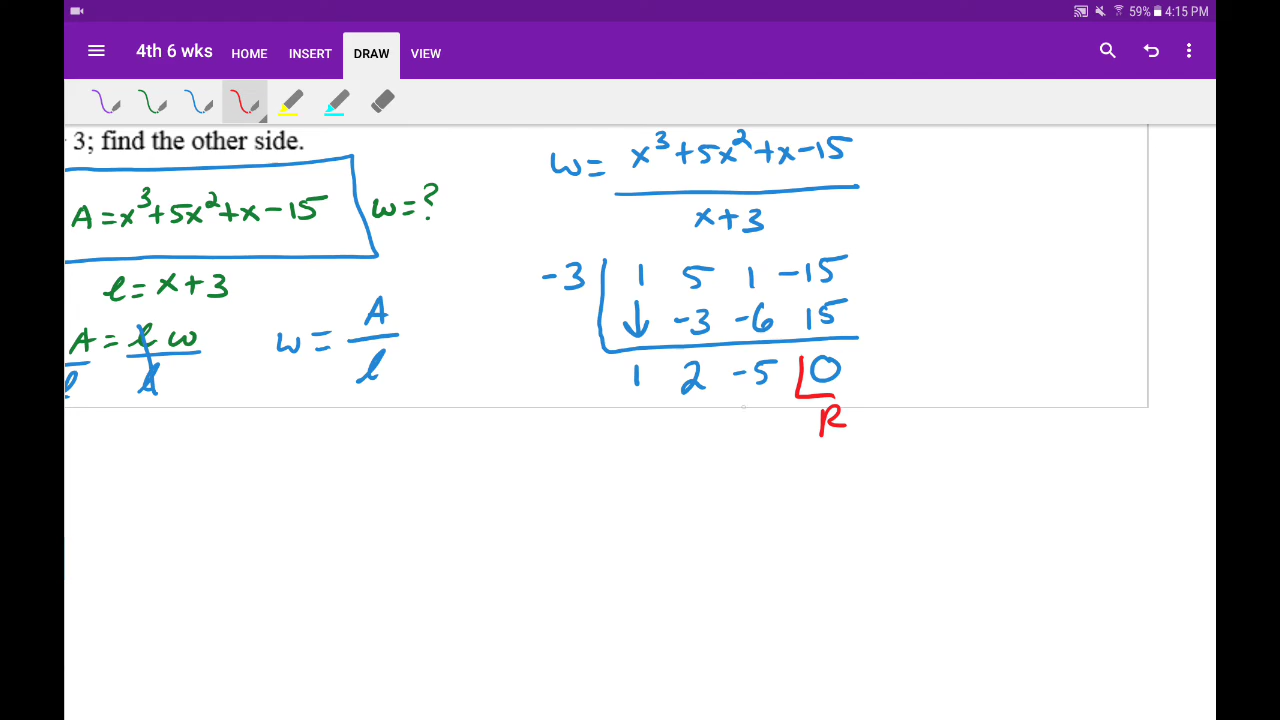 59% 4:15 PM
4th 6 wks HOME INSERT DRAW VIEW
3; find the other side.
A = x³+5x²+x-15
w=?
l = x+3
A = l w
l l
w = A
l
w = x³+5x²+x-15
x+3
-3 1 5 1 -15
-3 -6 15
1 2 -5 0
R